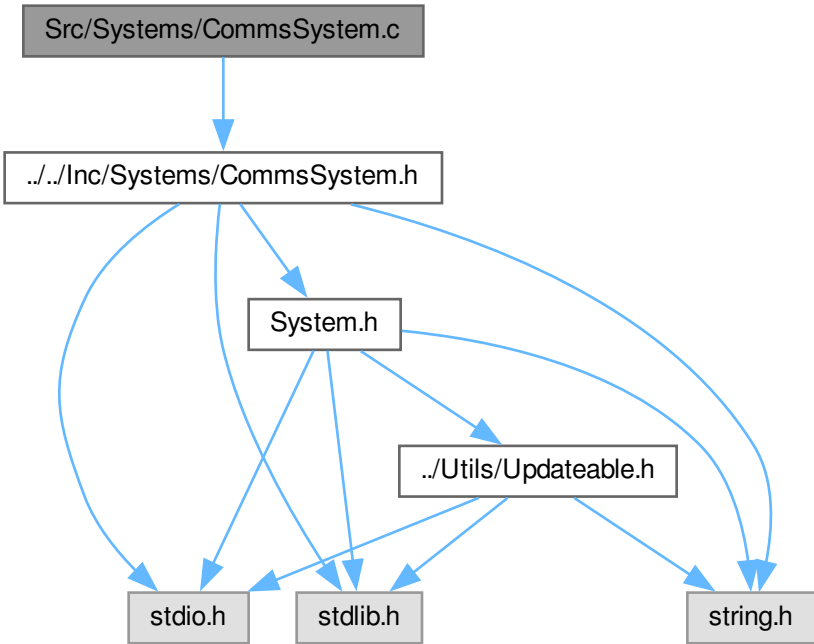 Src/Systems/CommsSystem.c
../../Inc/Systems/CommsSystem.h
System.h
../Utils/Updateable.h
stdio.h
stdlib.h
string.h